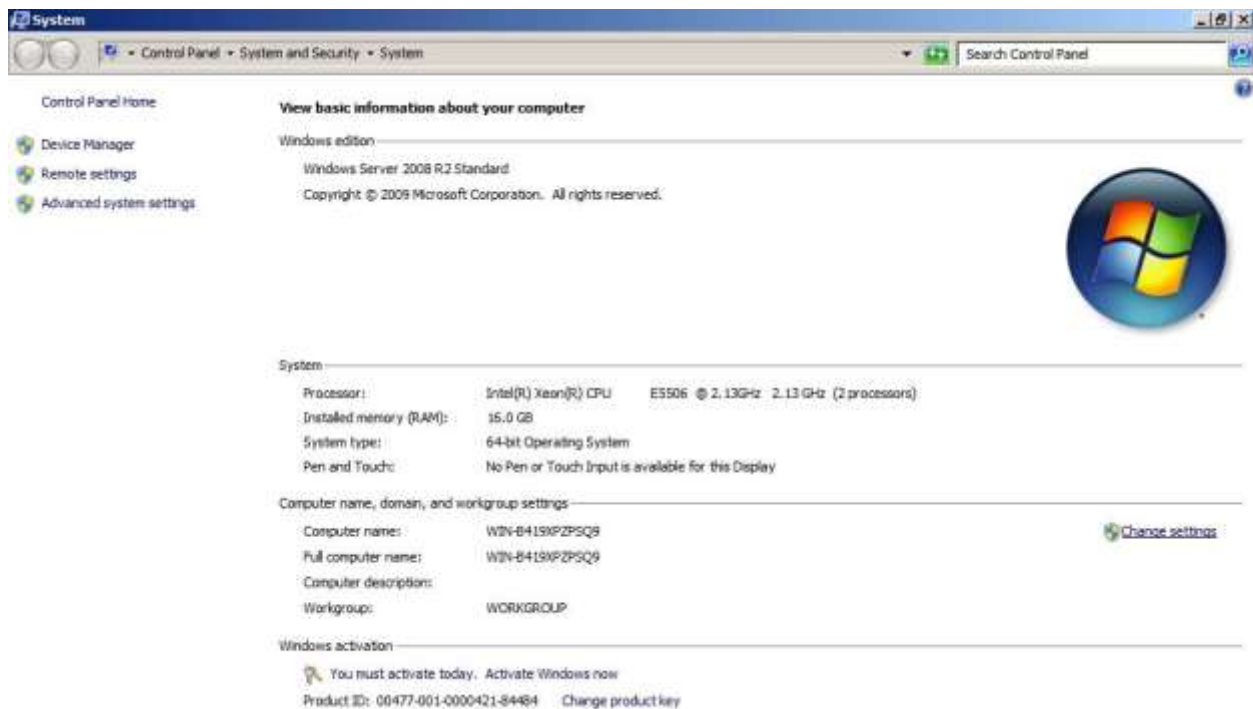 System
Control Panel System and Security System
Search Control Panel
Control Panel Home
Device Manager
Remote settings
Advanced system settings
View basic information about your computer
Windows edition
Windows Server 2008 R2 Standard
Copyright © 2009 Microsoft Corporation. All rights reserved.
System
Processor: Intel(R) Xeon(R) CPU E5506 @ 2.13GHz 2.13 GHz (2 processors)
Installed memory (RAM): 16.0 GB
System type: 64-bit Operating System
Pen and Touch: No Pen or Touch Input is available for this Display
Computer name, domain, and workgroup settings
Computer name: WIN-B419XPZPSQ9
Change settings
Full computer name: WIN-B419XPZPSQ9
Computer description:
Workgroup: WORKGROUP
Windows activation
You must activate today. Activate Windows now
Product ID: 00477-001-0000421-84484 Change product key